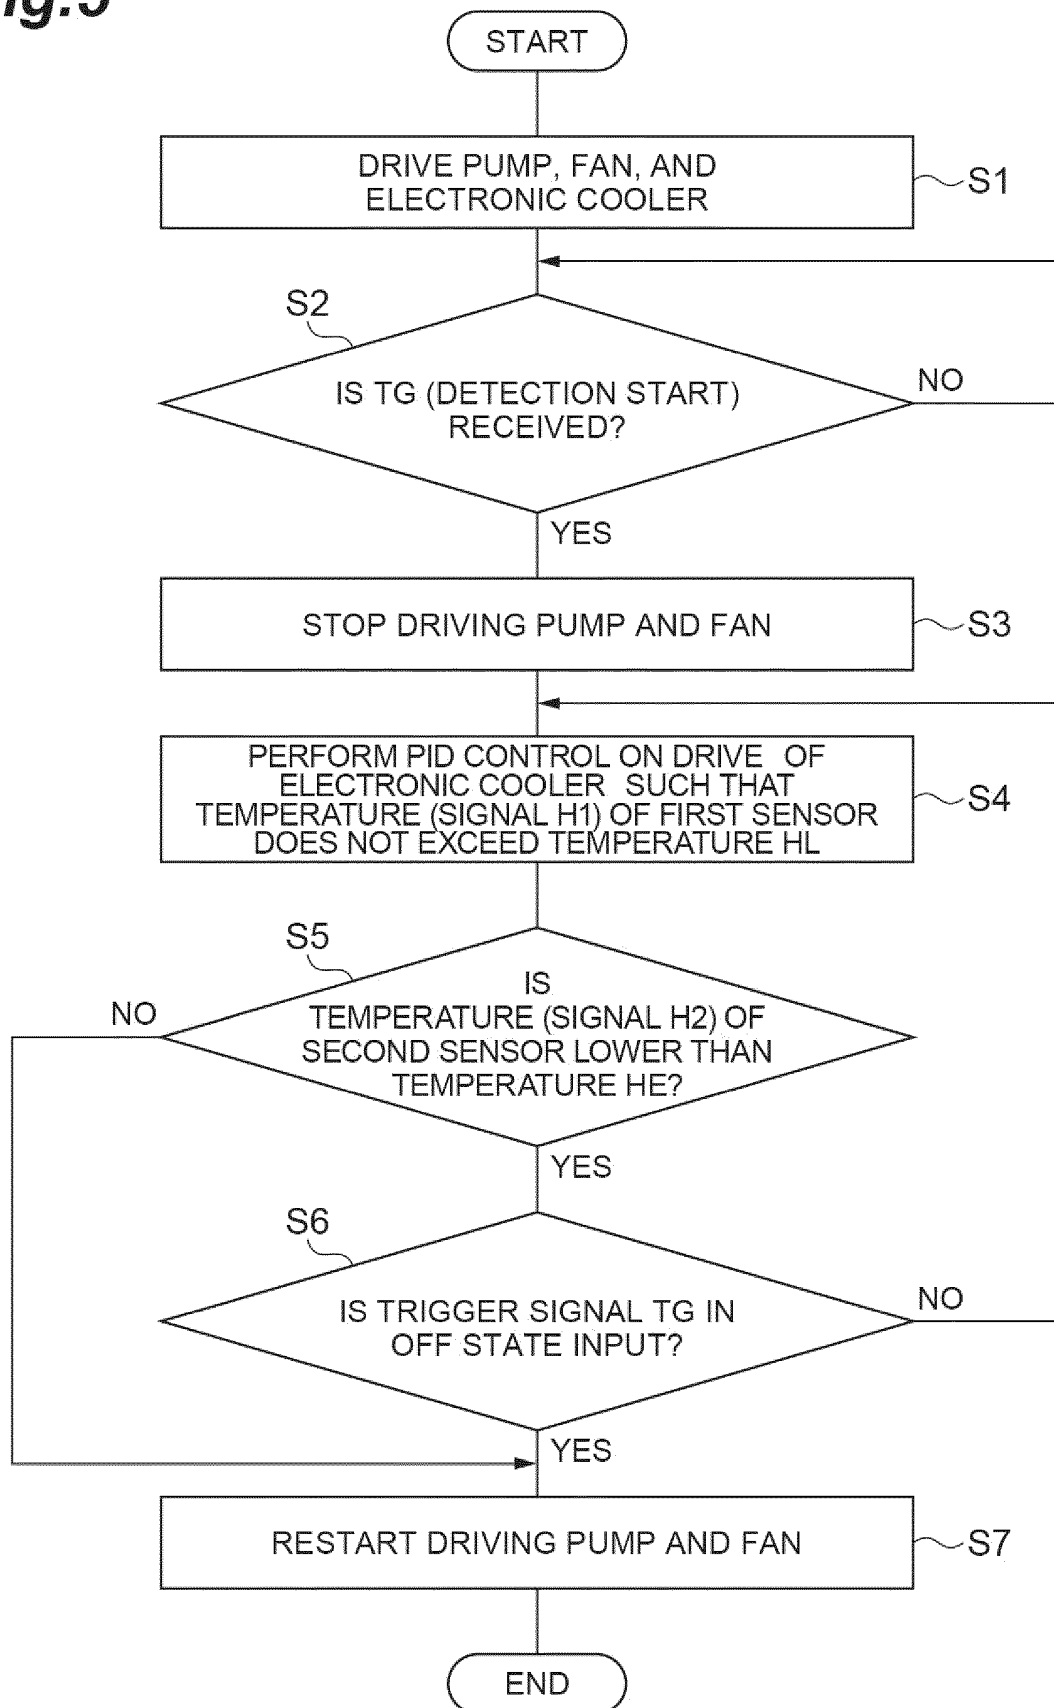 START
DRIVE PUMP, FAN, AND
ELECTRONIC COOLER
S1
S2
IS TG (DETECTION START)
RECEIVED?
NO
YES
STOP DRIVING PUMP AND FAN
S3
PERFORM PID CONTROL ON DRIVE OF
ELECTRONIC COOLER SUCH THAT
TEMPERATURE (SIGNAL H1) OF FIRST SENSOR
DOES NOT EXCEED TEMPERATURE HL
S4
S5
NO
IS
TEMPERATURE (SIGNAL H2) OF
SECOND SENSOR LOWER THAN
TEMPERATURE HE?
YES
S6
IS TRIGGER SIGNAL TG IN
OFF STATE INPUT?
NO
YES
RESTART DRIVING PUMP AND FAN
S7
END